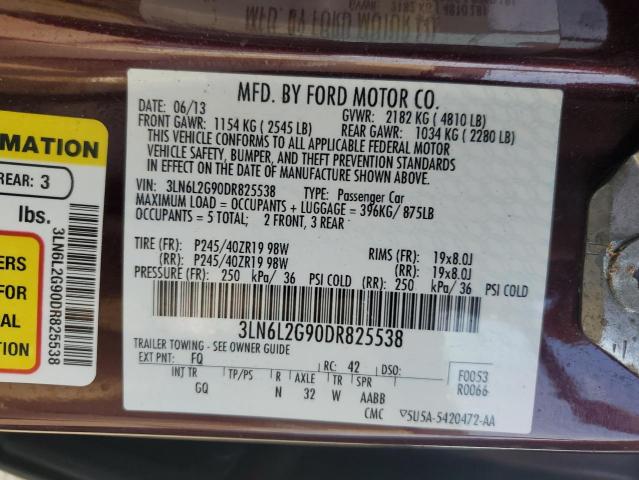 MFD. BY FORD MOTOR CO.
DATE: 06/13
GVWR: 2182 KG ( 4810 LB)
FRONT GAWR: 1154 KG ( 2545 LB)
REAR GAWR: 1034 KG ( 2280 LB)
THIS VEHICLE CONFORMS TO ALL APPLICABLE FEDERAL MOTOR
VEHICLE SAFETY, BUMPER, AND THEFT PREVENTION STANDARDS
IN EFFECT ON THE DATE OF MANUFACTURE SHOWN ABOVE.
VIN: 3LN6L2G90DR825538 TYPE: Passenger Car
MAXIMUM LOAD = OCCUPANTS + LUGGAGE = 396KG/ 875LB
OCCUPANTS = 5 TOTAL; 2 FRONT, 3 REAR
TIRE (FR): P245/40ZR19 98W RIMS (FR): 19x8.0J
(RR): P245/40ZR19 98W (RR): 19x8.0J
PRESSURE (FR): 250 kPa/ 36 PSI COLD (RR): 250 kPa/ 36 PSI COLD
3LN6L2G90DR825538
TRAILER TOWING - SEE OWNER GUIDE
EXT PNT: FQ RC: 42 DSO: F0053
R0066
INT TR TP/PS R AXLE TR SPR
GQ N 32 W AABB
CMC ▽5U5A-5420472-AA
MATION
REAR: 3
lbs.
3LN6L2G90DR825538
ERS
FOR
AL
ON
MFD. BY FORD MOTOR CO.